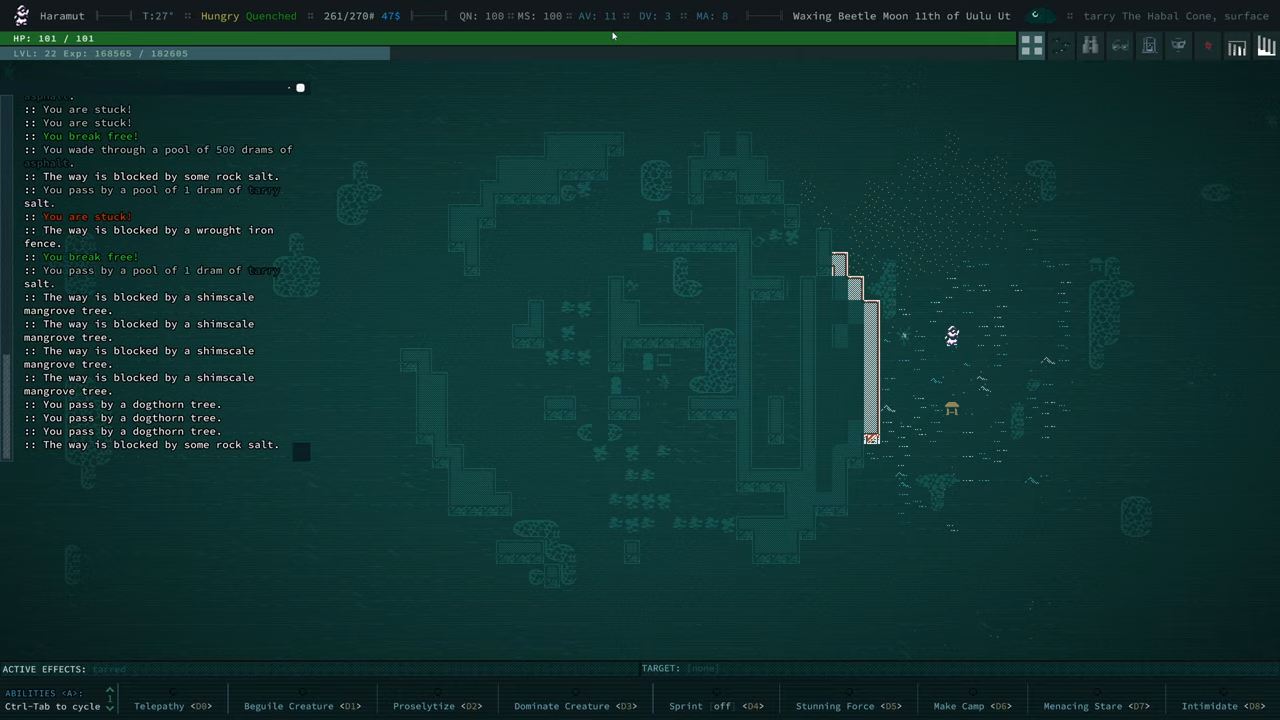 Haramut T:27° Hungry Quenched 261/270# 47$ QN: 100 MS: 100 AV: 11 DV: 3 MA: 8 Waxing Beetle Moon 11th of Uulu Ut tarry The Habal Cone, surface
HP: 101 / 101
LVL: 22 Exp: 168565 / 182605
asphalt.
:: You are stuck!
:: You are stuck!
:: You break free!
:: You wade through a pool of 500 drams of
asphalt.
:: The way is blocked by some rock salt.
:: You pass by a pool of 1 dram of tarry
salt.
:: You are stuck!
:: The way is blocked by a wrought iron
fence.
:: You break free!
:: You pass by a pool of 1 dram of tarry
salt.
:: The way is blocked by a shimscale
mangrove tree.
:: The way is blocked by a shimscale
mangrove tree.
:: The way is blocked by a shimscale
mangrove tree.
:: The way is blocked by a shimscale
mangrove tree.
:: You pass by a dogthorn tree.
:: You pass by a dogthorn tree.
:: You pass by a dogthorn tree.
:: The way is blocked by some rock salt.
ACTIVE EFFECTS: tarred TARGET: [none]
ABILITIES <A>: 1
Ctrl-Tab to cycle Telepathy <D0> Beguile Creature <D1> Proselytize <D2> Dominate Creature <D3> Sprint [off] <D4> Stunning Force <D5> Make Camp <D6> Menacing Stare <D7> Intimidate <D8>